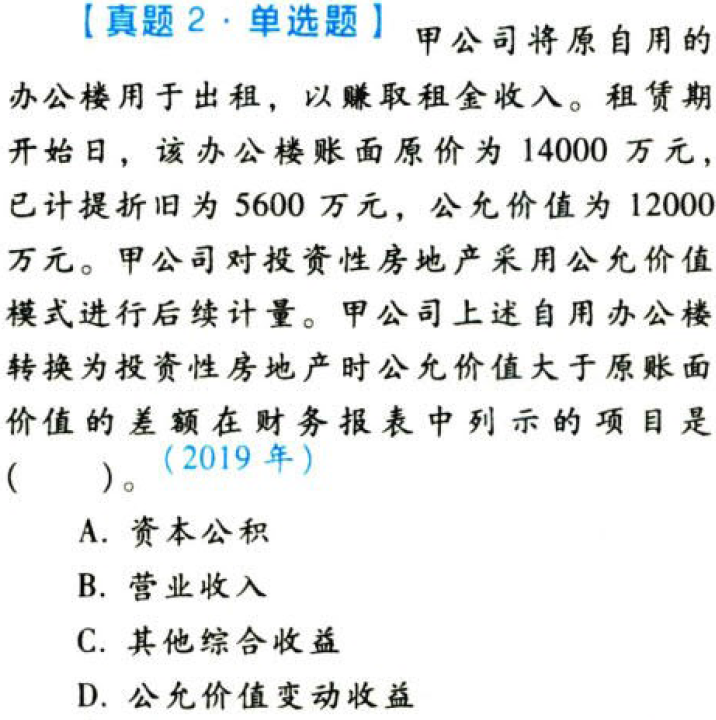 【真题 2·单选题】 甲公司将原自用的
办公楼用于出租，以赚取租金收入。租赁期
开始日，该办公楼账面原价为 14000 万元，
已计提折旧为 5600 万元，公允价值为 12000
万元。甲公司对投资性房地产采用公允价值
模式进行后续计量。甲公司上述自用办公楼
转换为投资性房地产时公允价值大于原账面
价值的差额在财务报表中列示的项目是
(　　)。(2019 年)
A. 资本公积
B. 营业收入
C. 其他综合收益
D. 公允价值变动收益